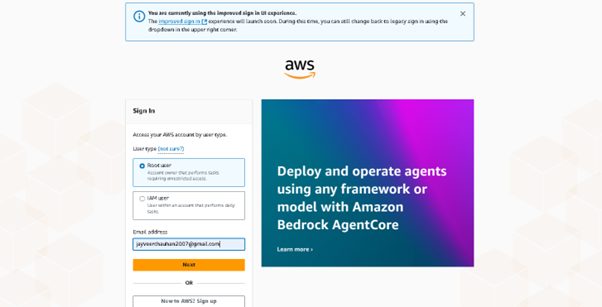 You are currently using the improved sign in UI experience.
The improved sign in experience will launch soon. During this time, you can still change back to legacy sign in using the
dropdown in the upper right corner.
aws
Sign In
Access your AWS account by user type.
User type (not sure?)
Root user
Account owner that performs tasks
requiring unrestricted access.
IAM user
User within an account that performs daily
tasks.
Email address
jayveerchauhan2007@gmail.com
Next
OR
New to AWS? Sign up
Deploy and operate agents
using any framework or
model with Amazon
Bedrock AgentCore
Learn more ›